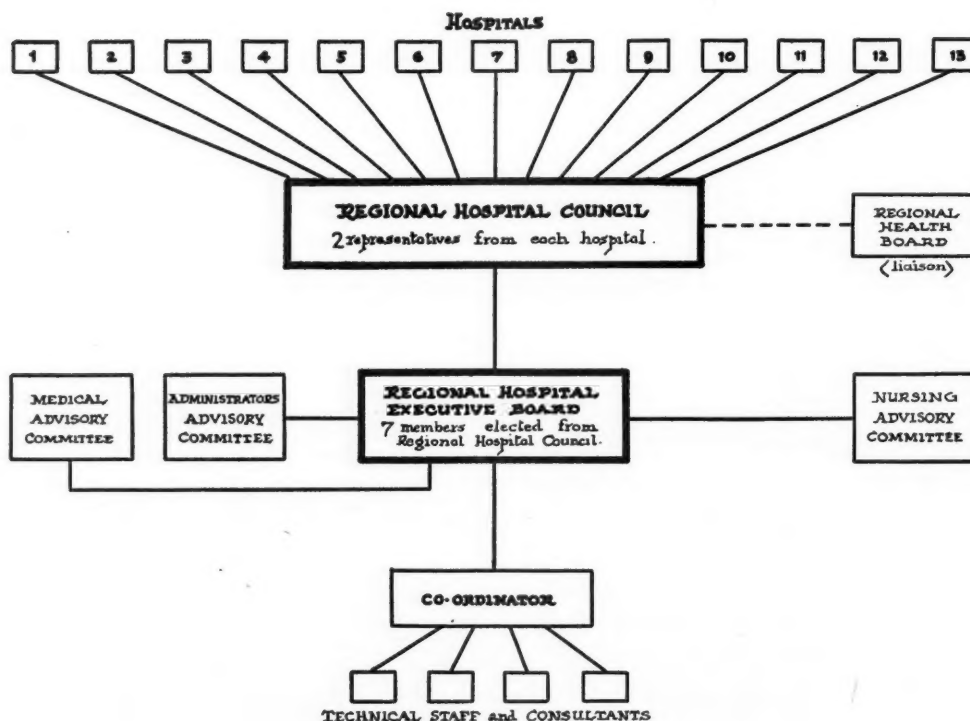 HOSPITALS
1 2 3 4 5 6 7 8 9 10 11 12 13
REGIONAL HOSPITAL COUNCIL
2 representatives from each hospital.
REGIONAL
HEALTH
BOARD
(liaison)
MEDICAL
ADVISORY
COMMITTEE
ADMINISTRATORS
ADVISORY
COMMITTEE
REGIONAL HOSPITAL
EXECUTIVE BOARD
7 members elected from
Regional Hospital Council.
NURSING
ADVISORY
COMMITTEE
CO-ORDINATOR
TECHNICAL STAFF and CONSULTANTS